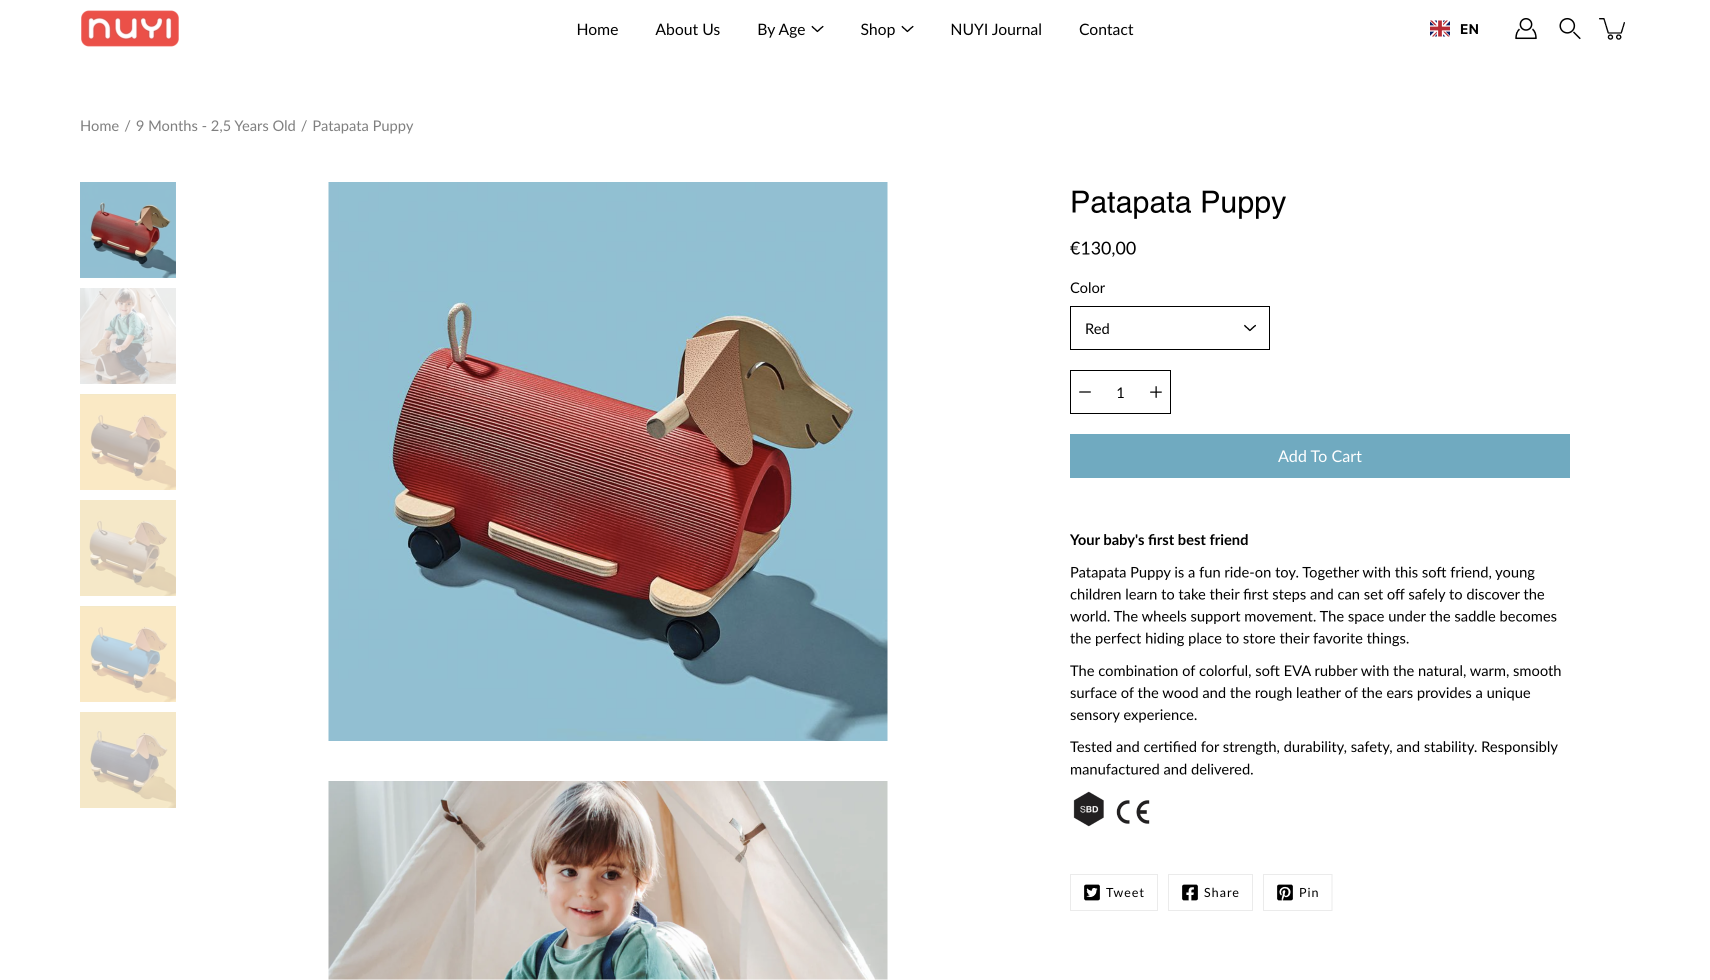 nuyi
Home
About Us
By Age
Shop
NUYI Journal
Contact
EN
Home / 9 Months - 2,5 Years Old / Patapata Puppy
Patapata Puppy
€130,00
Color
Red
1
Add To Cart
Your baby's first best friend
Patapata Puppy is a fun ride-on toy. Together with this soft friend, young
children learn to take their first steps and can set off safely to discover the
world. The wheels support movement. The space under the saddle becomes
the perfect hiding place to store their favorite things.
The combination of colorful, soft EVA rubber with the natural, warm, smooth
surface of the wood and the rough leather of the ears provides a unique
sensory experience.
Tested and certified for strength, durability, safety, and stability. Responsibly
manufactured and delivered.
SBD CE
Tweet
Share
Pin